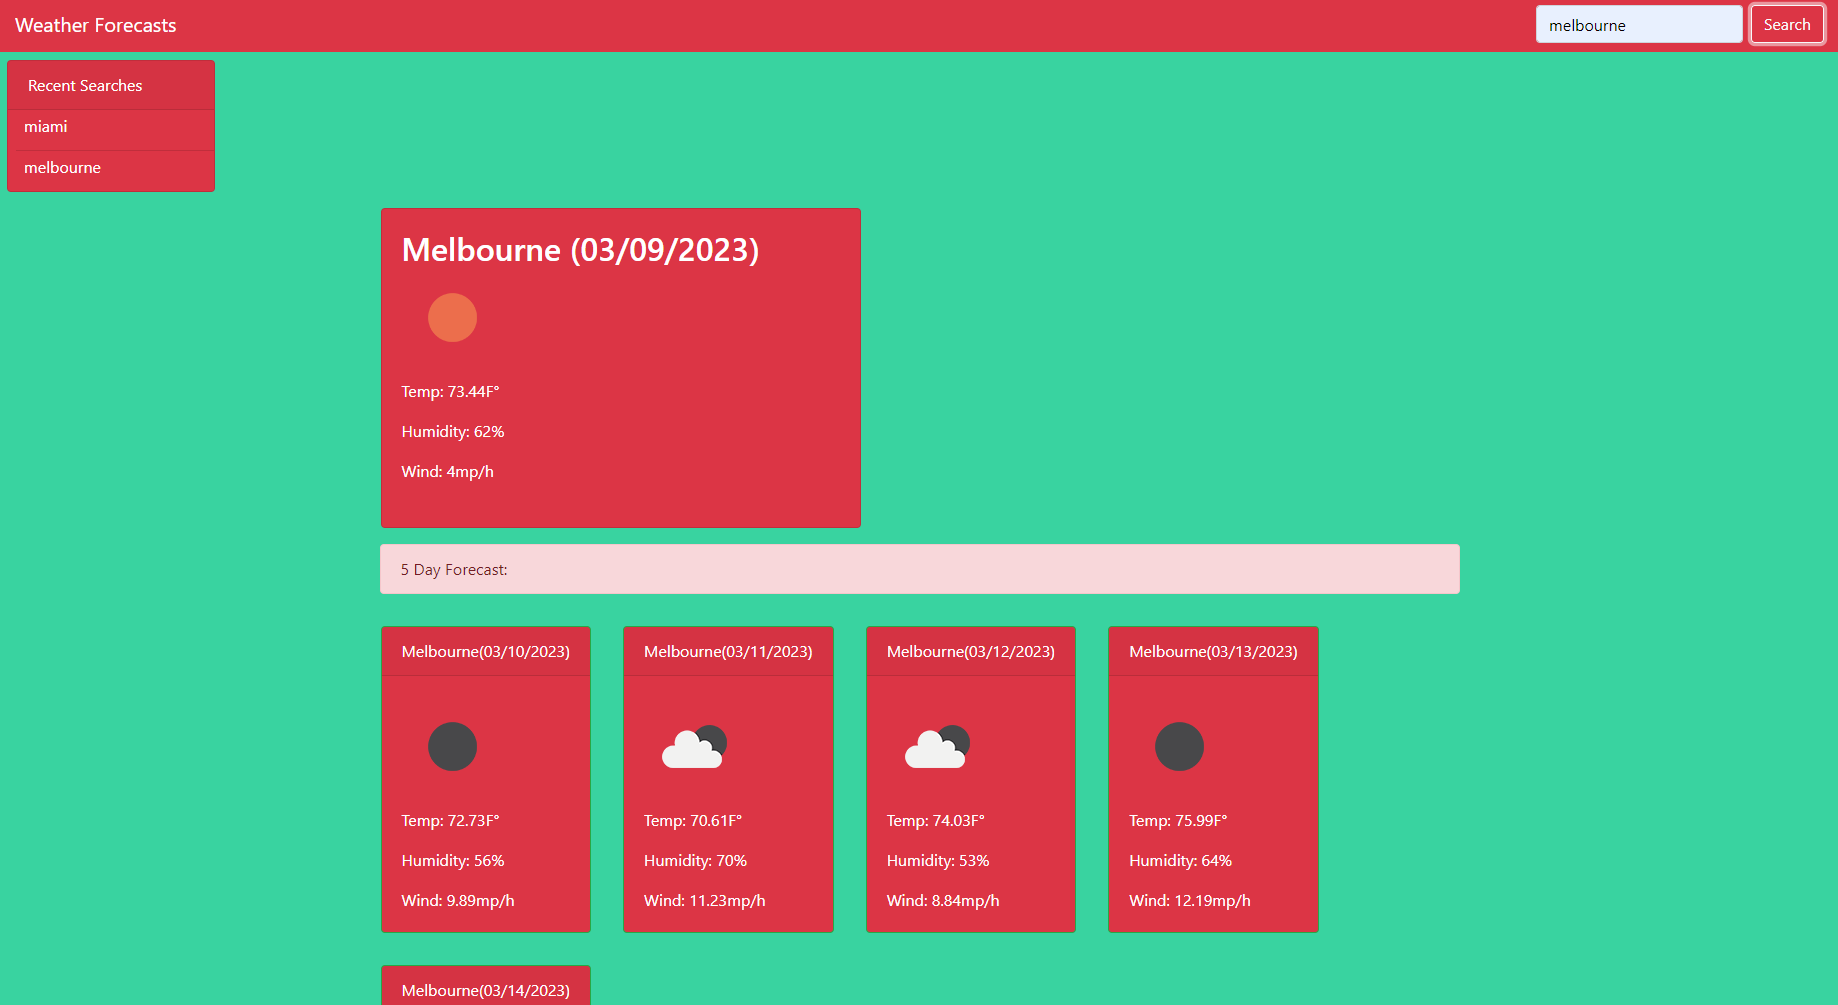 Weather Forecasts
melbourne
Search
Recent Searches
miami
melbourne
Melbourne (03/09/2023)
Temp: 73.44F°
Humidity: 62%
Wind: 4mp/h
5 Day Forecast:
Melbourne(03/10/2023)
Temp: 72.73F°
Humidity: 56%
Wind: 9.89mp/h
Melbourne(03/11/2023)
Temp: 70.61F°
Humidity: 70%
Wind: 11.23mp/h
Melbourne(03/12/2023)
Temp: 74.03F°
Humidity: 53%
Wind: 8.84mp/h
Melbourne(03/13/2023)
Temp: 75.99F°
Humidity: 64%
Wind: 12.19mp/h
Melbourne(03/14/2023)